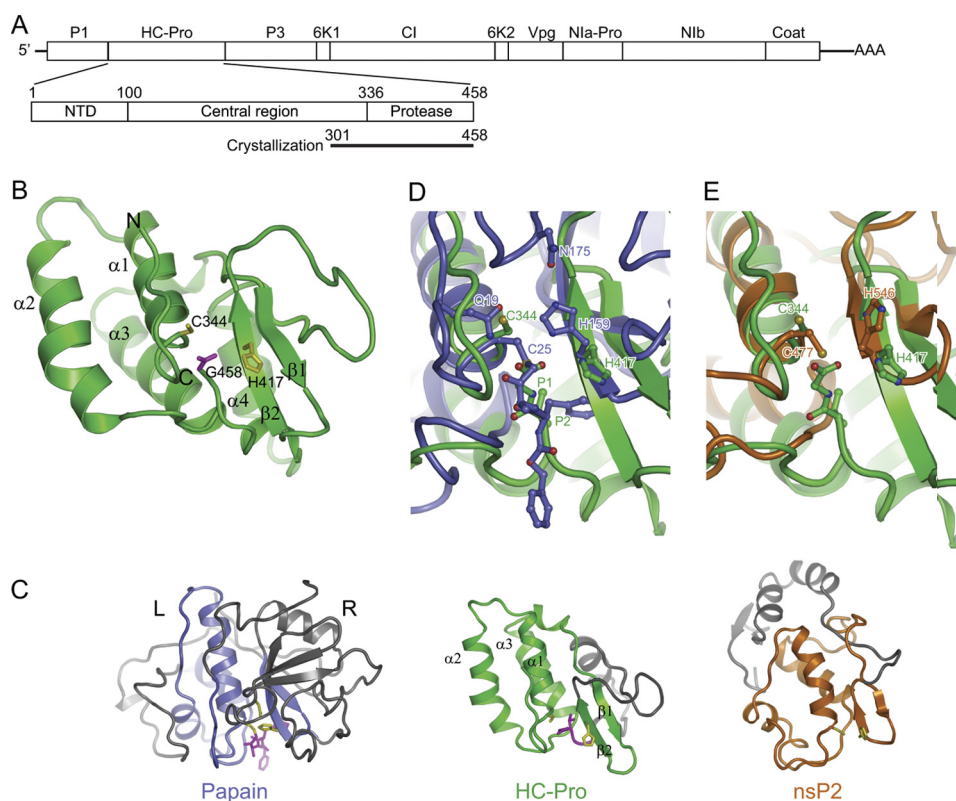 A
P1 HC-Pro P3 6K1 CI 6K2 Vpg NIa-Pro NIb Coat
5' AAA
1 100 336 458
NTD Central region Protease
301 458
Crystallization
B
N
α1
α2
α3
C344
C
G458
H417
β1
α4
β2
D
N175
Q19
C344
H159
C25
H417
P1
P2
E
H546
C344
C477
H417
C
L R
Papain
α2
α3
α1
β1
β2
HC-Pro
nsP2